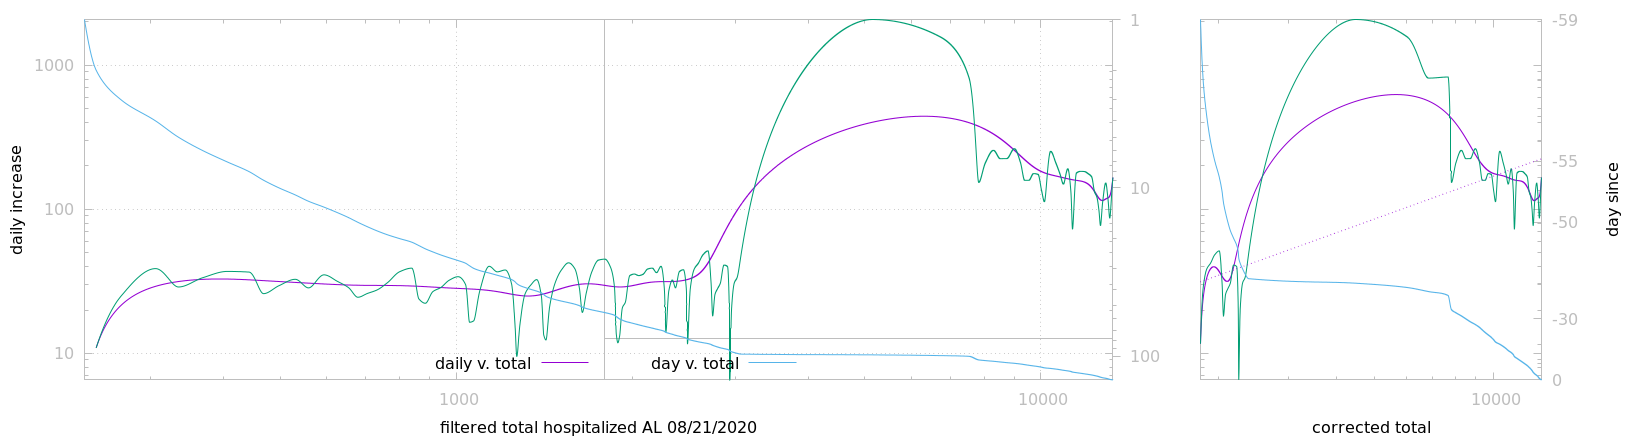 daily increase
1000
100
10
1000
10000
1
10
100
daily v. total
day v. total
filtered total hospitalized AL 08/21/2020
-59
-55
-50
-30
0
day since
10000
corrected total